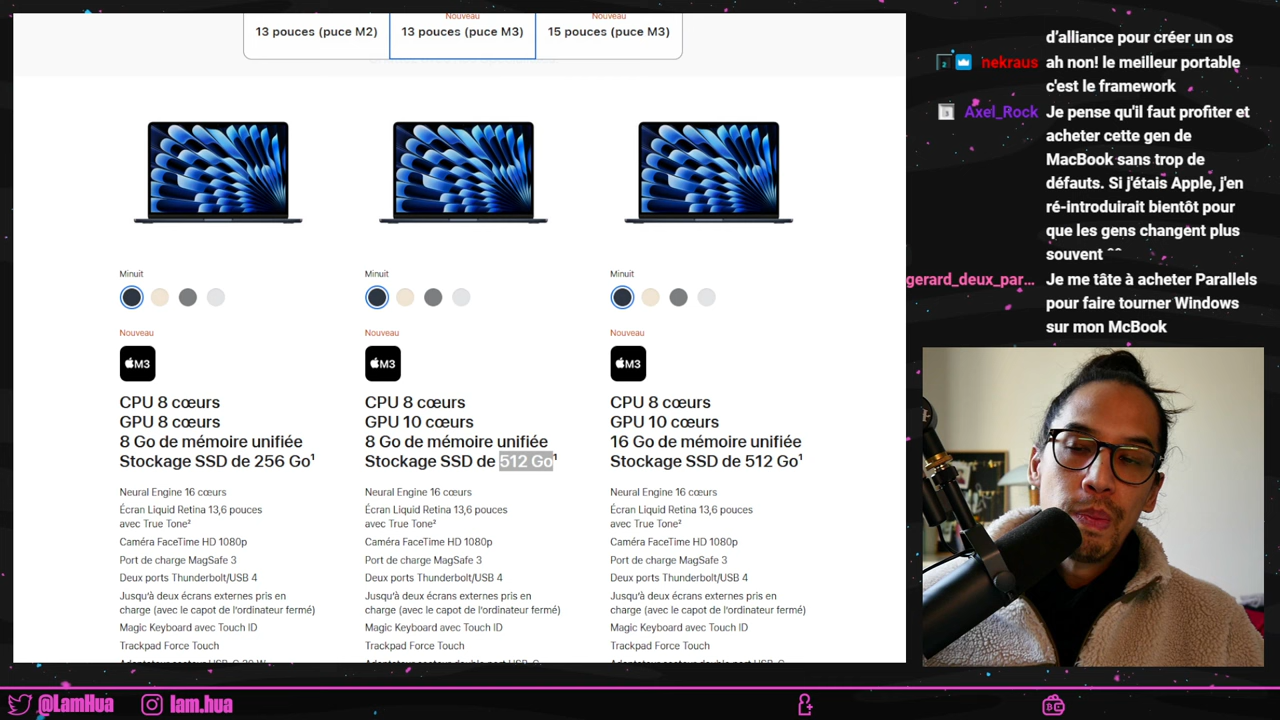 Nouveau
Nouveau
13 pouces (puce M2)
13 pouces (puce M3)
15 pouces (puce M3)
Minuit
Minuit
Minuit
Nouveau
Nouveau
Nouveau
M3
M3
M3
CPU 8 cœurs
GPU 8 cœurs
8 Go de mémoire unifiée
Stockage SSD de 256 Go¹
CPU 8 cœurs
GPU 10 cœurs
8 Go de mémoire unifiée
Stockage SSD de 512 Go¹
CPU 8 cœurs
GPU 10 cœurs
16 Go de mémoire unifiée
Stockage SSD de 512 Go¹
Neural Engine 16 cœurs
Écran Liquid Retina 13,6 pouces
avec True Tone²
Caméra FaceTime HD 1080p
Port de charge MagSafe 3
Deux ports Thunderbolt/USB 4
Jusqu'à deux écrans externes pris en
charge (avec le capot de l'ordinateur fermé)
Magic Keyboard avec Touch ID
Trackpad Force Touch
Neural Engine 16 cœurs
Écran Liquid Retina 13,6 pouces
avec True Tone²
Caméra FaceTime HD 1080p
Port de charge MagSafe 3
Deux ports Thunderbolt/USB 4
Jusqu'à deux écrans externes pris en
charge (avec le capot de l'ordinateur fermé)
Magic Keyboard avec Touch ID
Trackpad Force Touch
Neural Engine 16 cœurs
Écran Liquid Retina 13,6 pouces
avec True Tone²
Caméra FaceTime HD 1080p
Port de charge MagSafe 3
Deux ports Thunderbolt/USB 4
Jusqu'à deux écrans externes pris en
charge (avec le capot de l'ordinateur fermé)
Magic Keyboard avec Touch ID
Trackpad Force Touch
d'alliance pour créer un os
nekraus ah non! le meilleur portable
c'est le framework
Axel_Rock Je pense qu'il faut profiter et
acheter cette gen de
MacBook sans trop de
défauts. Si j'étais Apple, j'en
ré-introduirait bientôt pour
que les gens changent plus
souvent ^^
gerard_deux_par... Je me tâte à acheter Parallels
pour faire tourner Windows
sur mon McBook
@LamHua
lam.hua